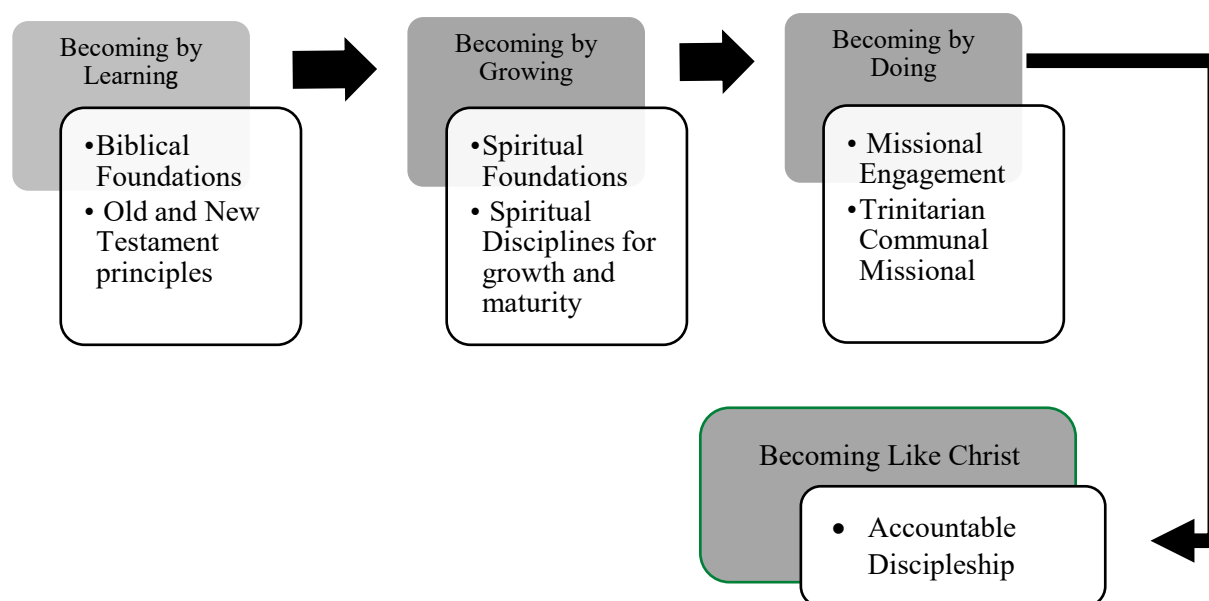 Becoming by
Learning
•Biblical
Foundations
• Old and New
Testament
principles
Becoming by
Growing
•Spiritual
Foundations
• Spiritual
Disciplines for
growth and
maturity
Becoming by
Doing
• Missional
Engagement
•Trinitarian
Communal
Missional
Becoming Like Christ
• Accountable
Discipleship